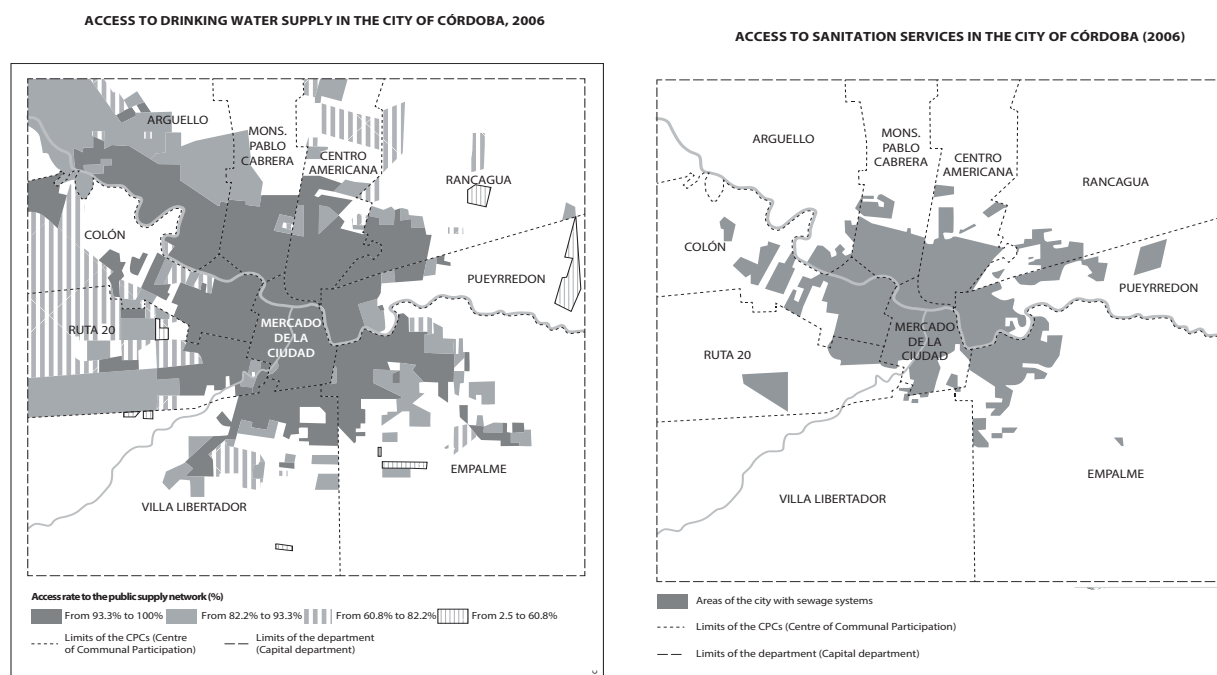 ACCESS TO DRINKING WATER SUPPLY IN THE CITY OF CÓRDOBA, 2006
ARGUELLO
MONS.
PABLO
CABRERA
CENTRO
AMERICANA
RANCAGUA
COLÓN
PUEYRREDON
RUTA 20
MERCADO
DE LA
CIUDAD
EMPALME
VILLA LIBERTADOR
Access rate to the public supply network (%)
From 93.3% to 100%
From 82.2% to 93.3%
From 60.8% to 82.2%
From 2.5 to 60.8%
Limits of the CPCs (Centre
of Communal Participation)
Limits of the department
(Capital department)
ACCESS TO SANITATION SERVICES IN THE CITY OF CÓRDOBA (2006)
ARGUELLO
MONS.
PABLO
CABRERA
CENTRO
AMERICANA
RANCAGUA
COLÓN
PUEYRREDON
MERCADO
DE LA
CIUDAD
RUTA 20
EMPALME
VILLA LIBERTADOR
Areas of the city with sewage systems
Limits of the CPCs (Centre of Communal Participation)
Limits of the department (Capital department)